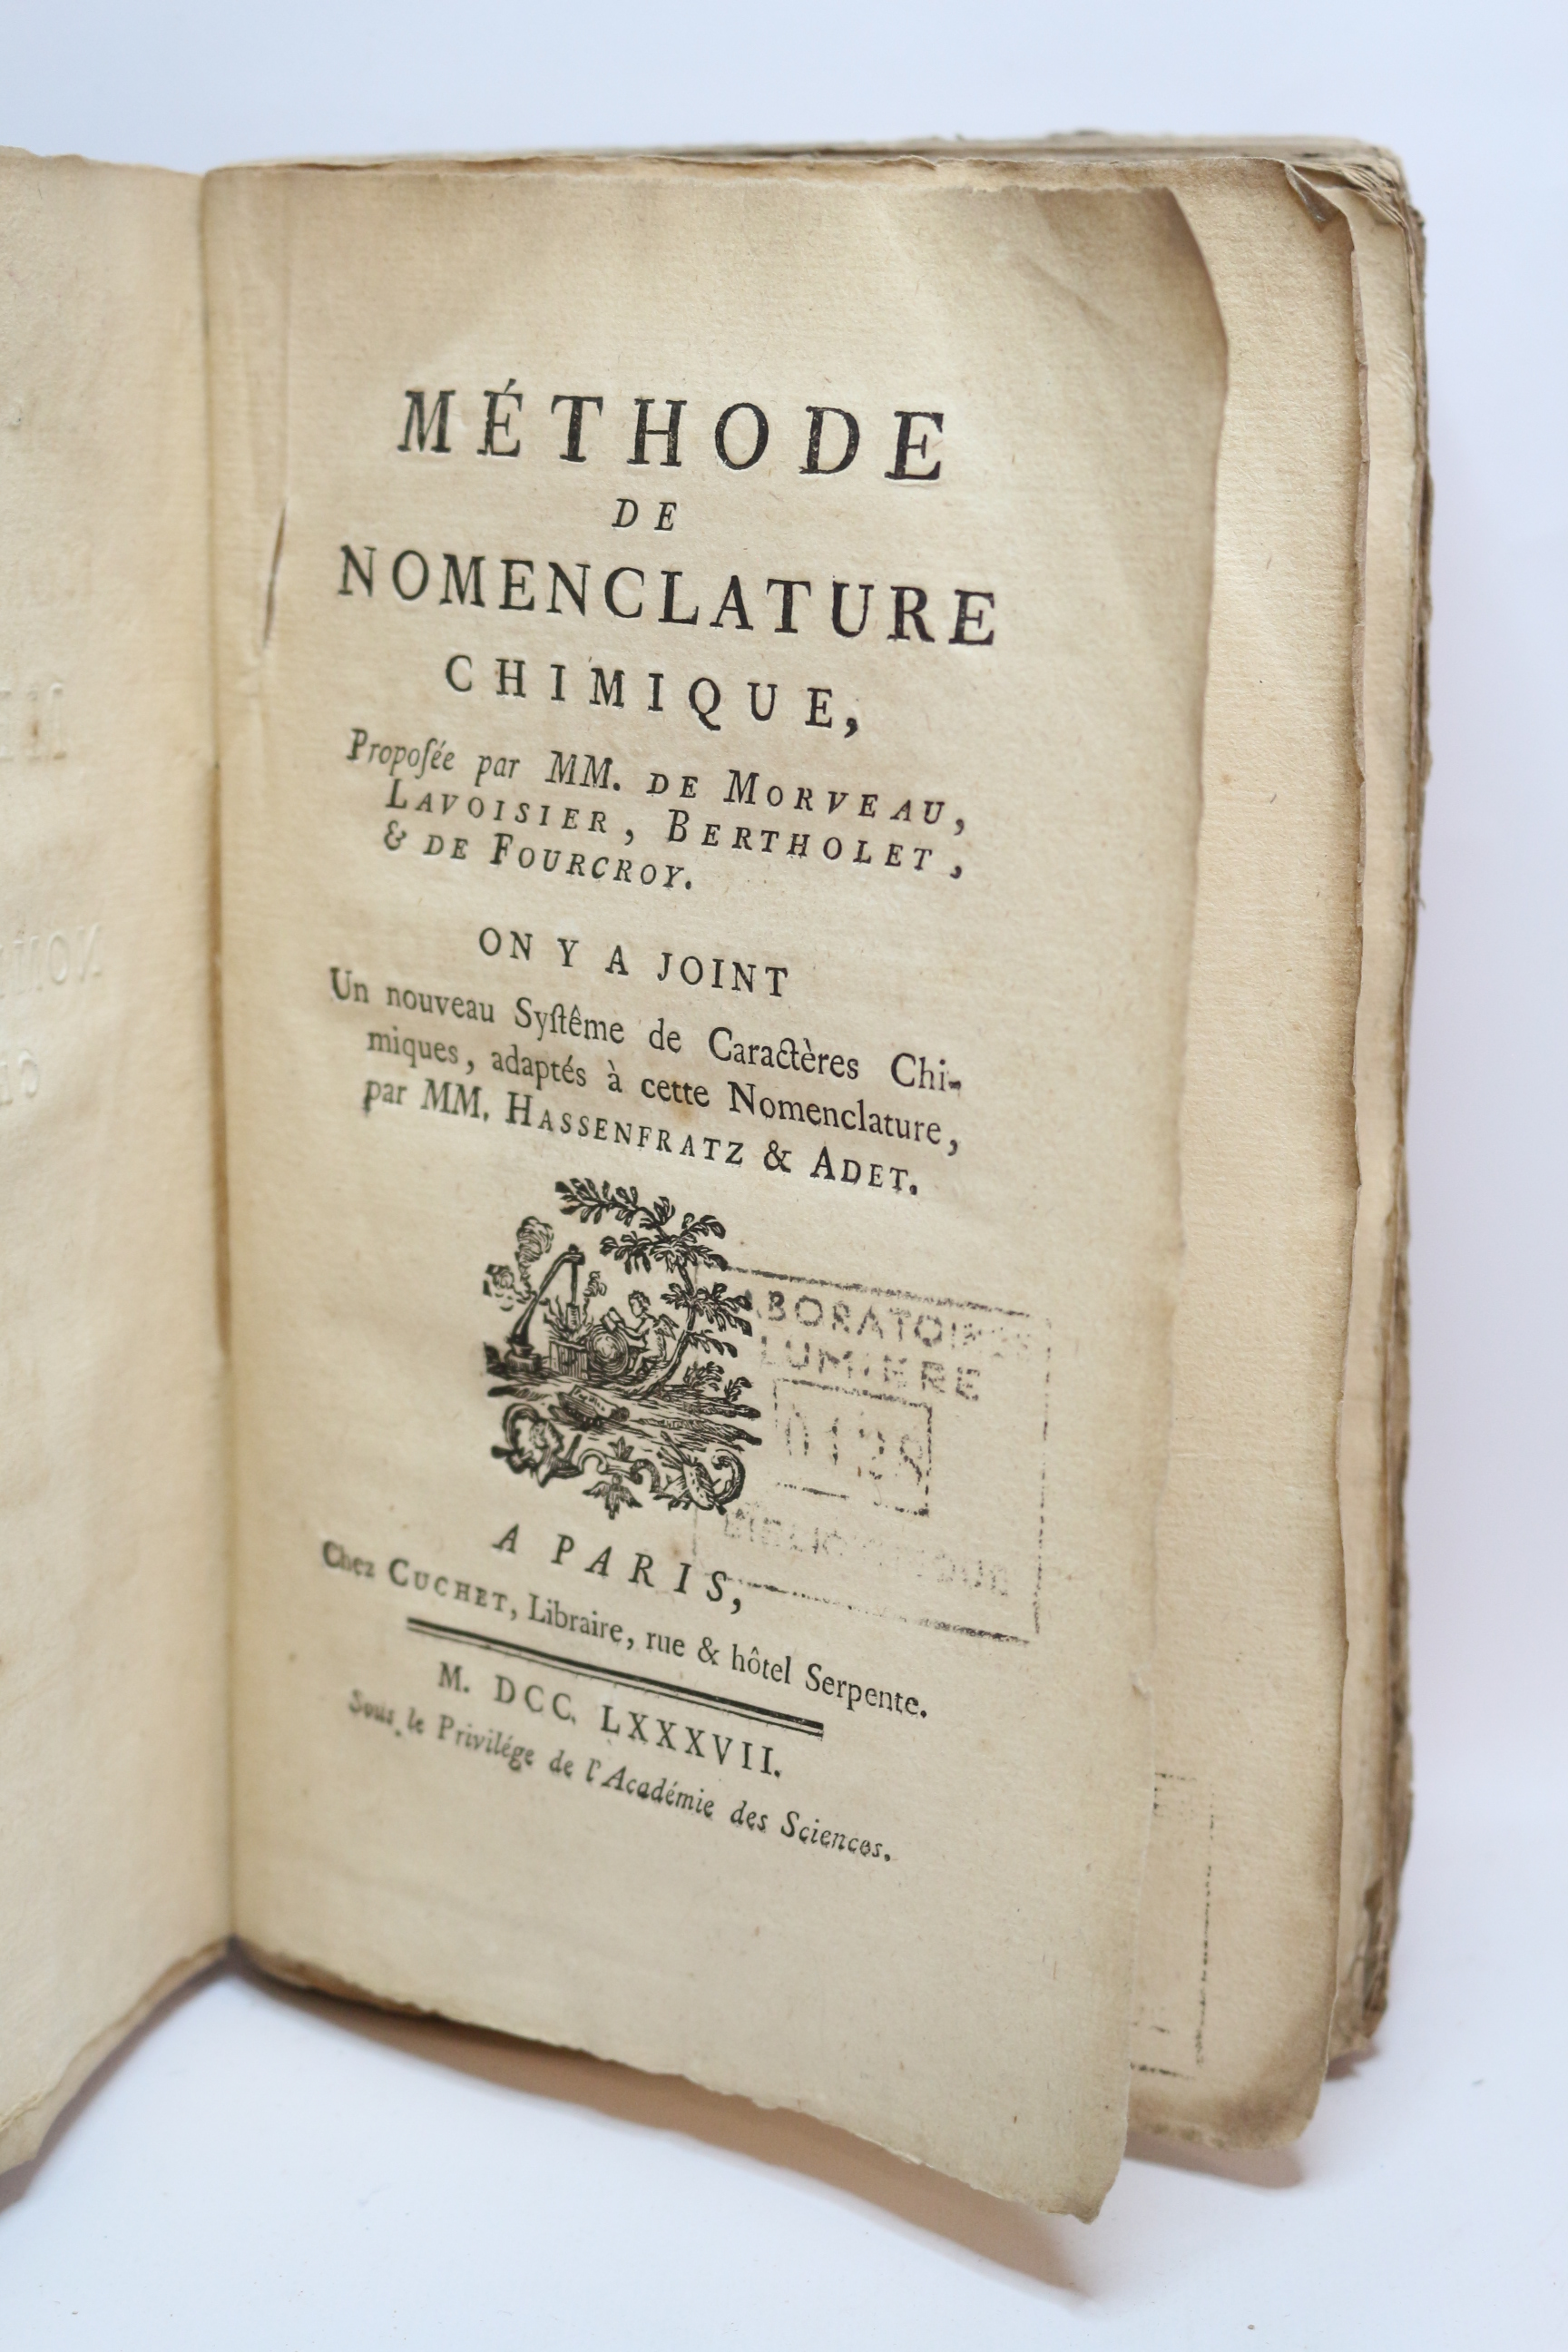 MÉTHODE
DE
NOMENCLATURE
CHIMIQUE,
Propoſée par MM. DE MORVEAU,
LAVOISIER, BERTHOLET,
& DE FOURCROY.
ON Y A JOINT
Un nouveau Syſtême de Caractères Chi-
miques, adaptés à cette Nomenclature,
par MM. HASSENFRATZ & ADET.
LABORATOIRES
LUMIERE
BIBLIOTHEQUE
A PARIS,
Chez CUCHET, Libraire, rue & hôtel Serpente.
M. DCC. LXXXVII.
Sous le Privilége de l'Académie des Sciences.